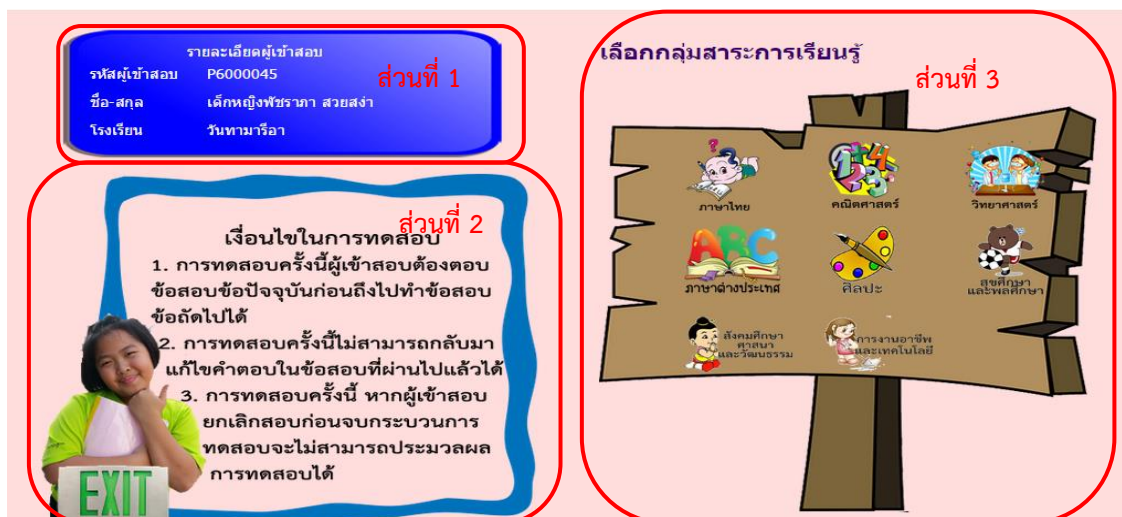 รายละเอียดผู้เข้าสอบ
รหัสผู้เข้าสอบ P6000045
ชื่อ-สกุล เด็กหญิงพัชราภา สวยสง่า
โรงเรียน วันทามารีอา
ส่วนที่ 1
ส่วนที่ 2
เงื่อนไขในการทดสอบ
1. การทดสอบครั้งนี้ผู้เข้าสอบต้องตอบ
ข้อสอบข้อปัจจุบันก่อนถึงไปทำข้อสอบ
ข้อถัดไปได้
2. การทดสอบครั้งนี้ไม่สามารถกลับมา
แก้ไขคำตอบในข้อสอบที่ผ่านไปแล้วได้
3. การทดสอบครั้งนี้ หากผู้เข้าสอบ
ยกเลิกสอบก่อนจบกระบวนการ
ทดสอบจะไม่สามารถประมวลผล
การทดสอบได้
EXIT
เลือกกลุ่มสาระการเรียนรู้
ส่วนที่ 3
ภาษาไทย
คณิตศาสตร์
วิทยาศาสตร์
ABC
ภาษาต่างประเทศ
ศิลปะ
สุขศึกษา
และพลศึกษา
สังคมศึกษา
ศาสนา
และวัฒนธรรม
การงานอาชีพ
และเทคโนโลยี